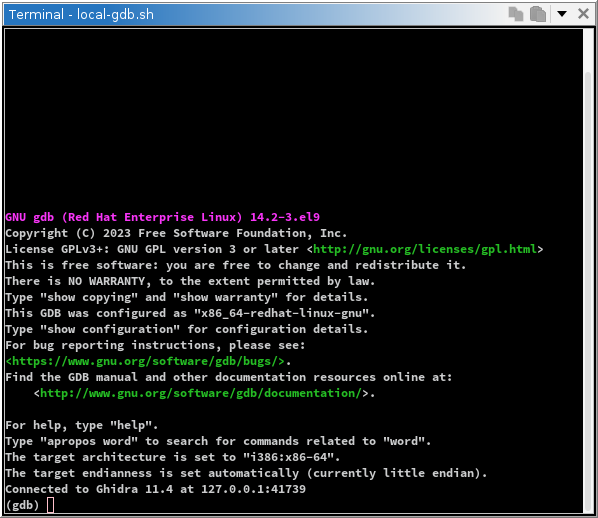 Terminal - local-gdb.sh
GNU gdb (Red Hat Enterprise Linux) 14.2-3.el9
Copyright (C) 2023 Free Software Foundation, Inc.
License GPLv3+: GNU GPL version 3 or later <http://gnu.org/licenses/gpl.html>
This is free software: you are free to change and redistribute it.
There is NO WARRANTY, to the extent permitted by law.
Type "show copying" and "show warranty" for details.
This GDB was configured as "x86_64-redhat-linux-gnu".
Type "show configuration" for configuration details.
For bug reporting instructions, please see:
<https://www.gnu.org/software/gdb/bugs/>.
Find the GDB manual and other documentation resources online at:
    <http://www.gnu.org/software/gdb/documentation/>.
For help, type "help".
Type "apropos word" to search for commands related to "word".
The target architecture is set to "i386:x86-64".
The target endianness is set automatically (currently little endian).
Connected to Ghidra 11.4 at 127.0.0.1:41739
(gdb)